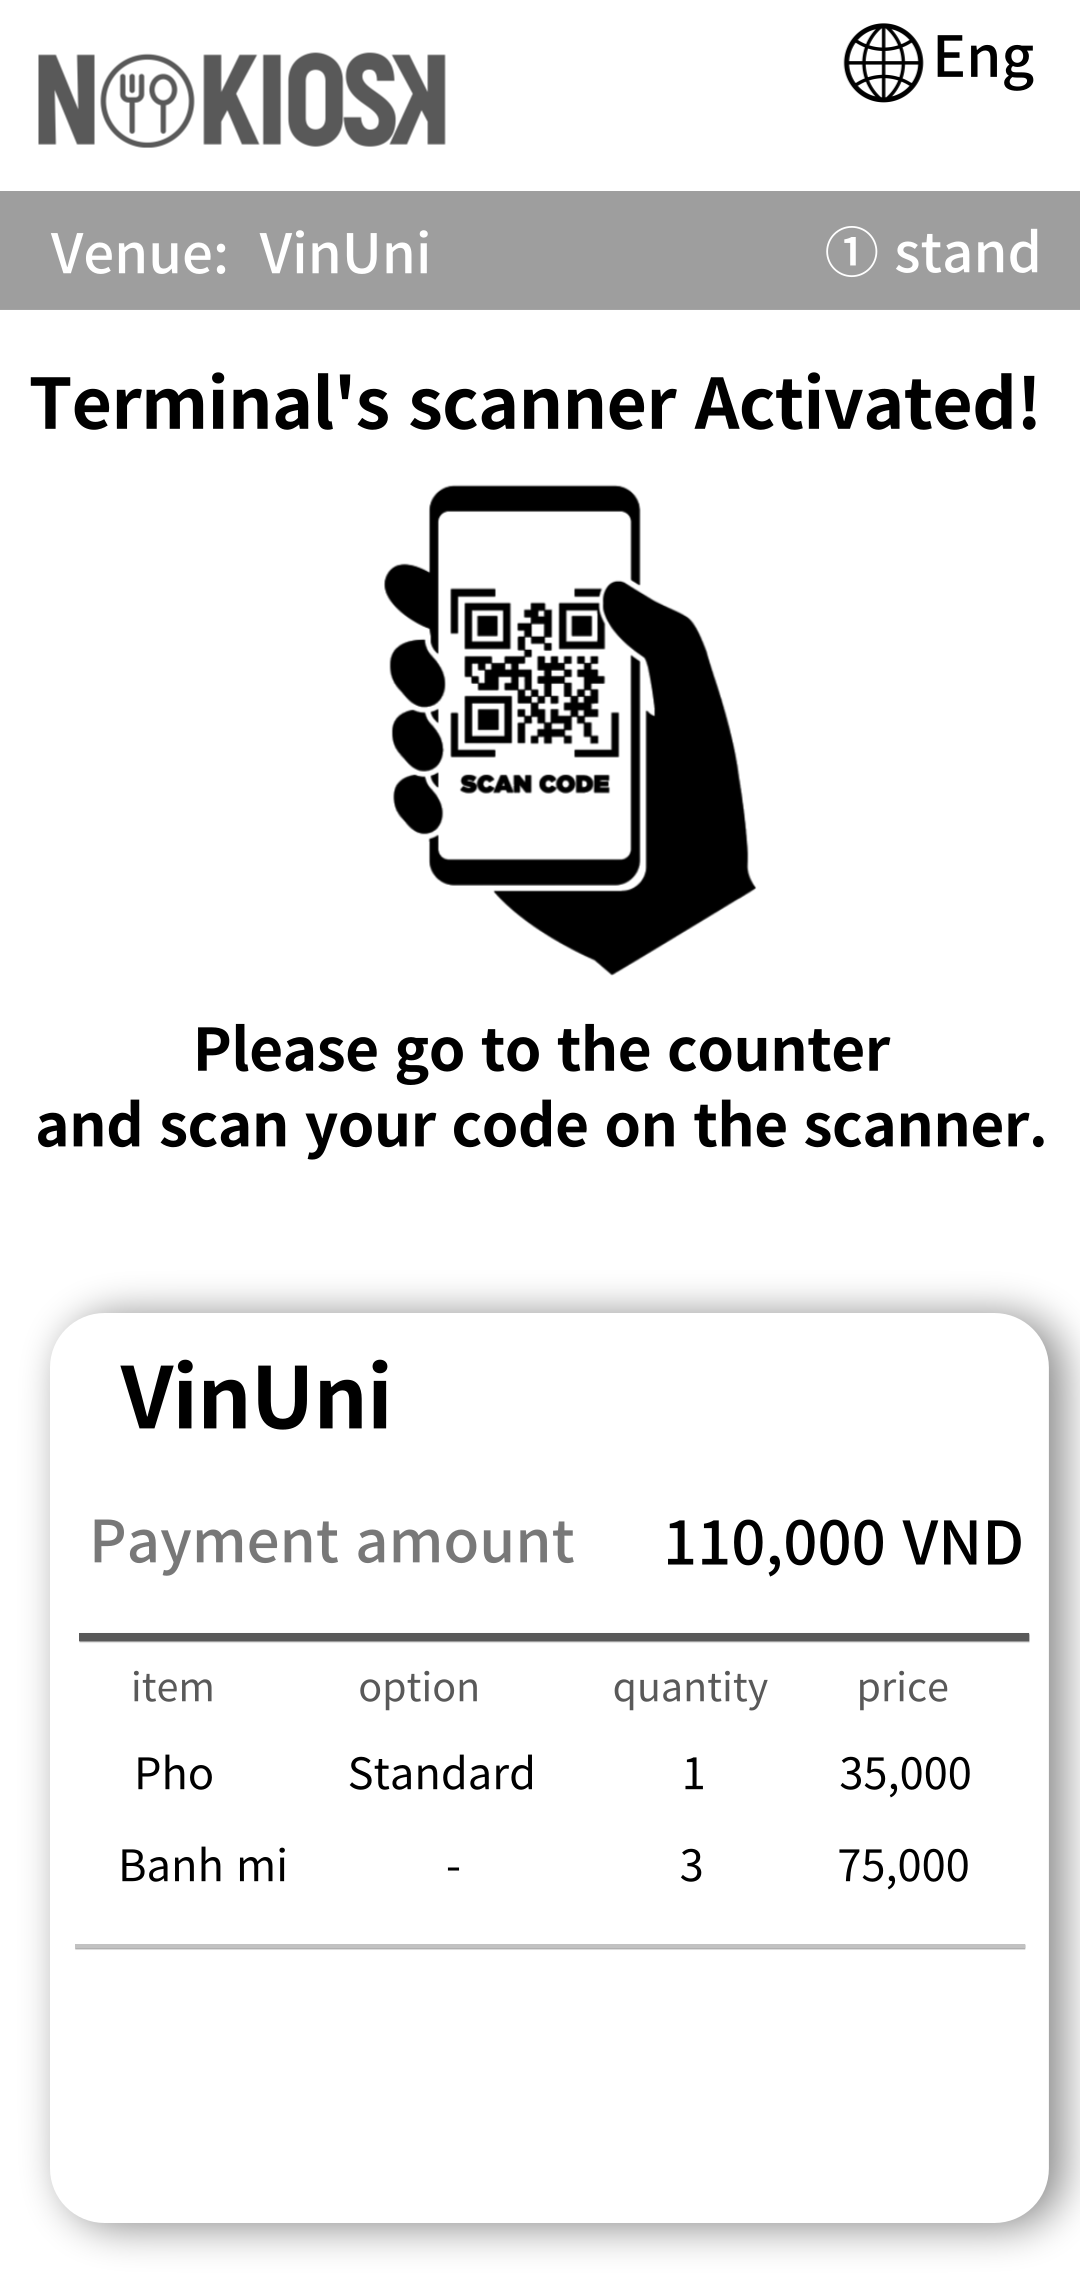 NOKIOSK
Eng
Venue: VinUni
① stand
Terminal's scanner Activated!
SCAN CODE
Please go to the counter
and scan your code on the scanner.
VinUni
Payment amount 110,000 VND
item option quantity price
Pho Standard 1 35,000
Banh mi - 3 75,000